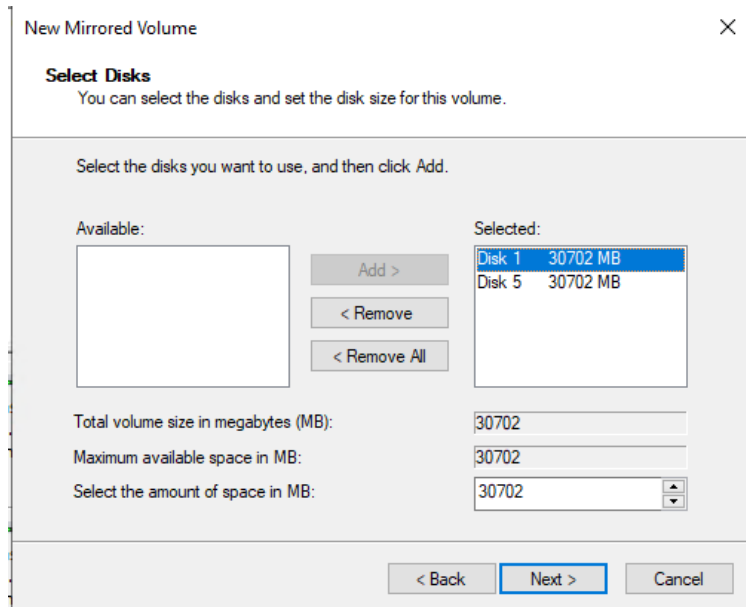 New Mirrored Volume
Select Disks
You can select the disks and set the disk size for this volume.
Select the disks you want to use, and then click Add.
Available:
Selected:
Add >
< Remove
< Remove All
Disk 1 30702 MB
Disk 5 30702 MB
Total volume size in megabytes (MB): 30702
Maximum available space in MB: 30702
Select the amount of space in MB: 30702
< Back Next > Cancel